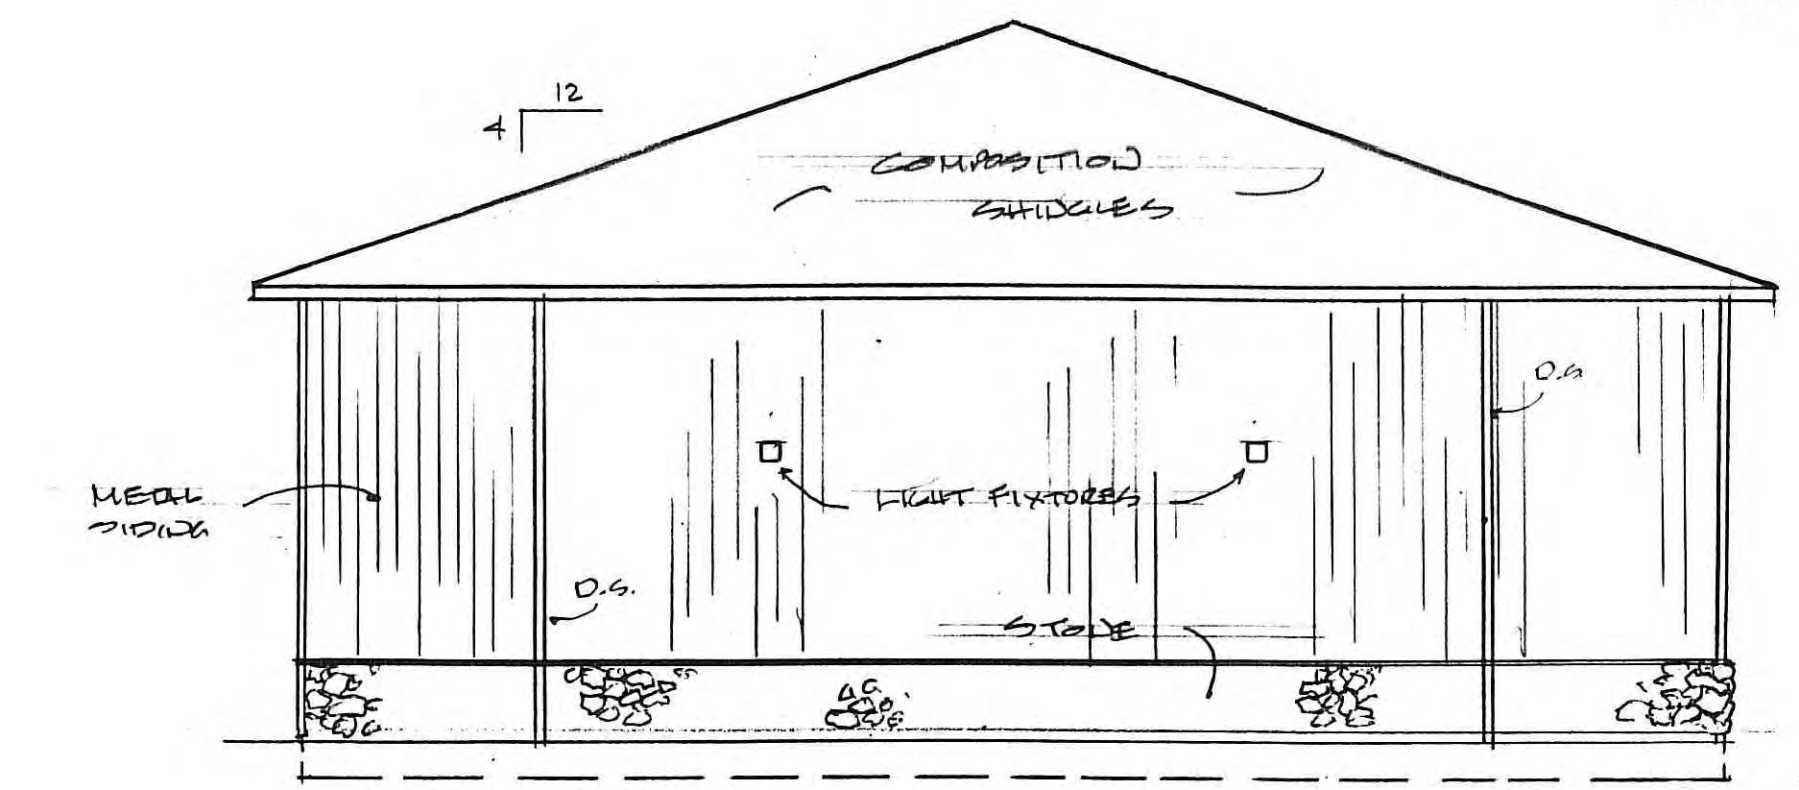 12
4
COMPOSITION
SHINGLES
D.S.
METAL
SIDING
LIGHT FIXTURES
D.S.
STONE